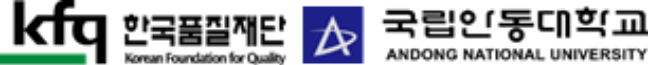 kfq 한국품질재단
Korean Foundation for Quality
국립안동대학교
ANDONG NATIONAL UNIVERSITY